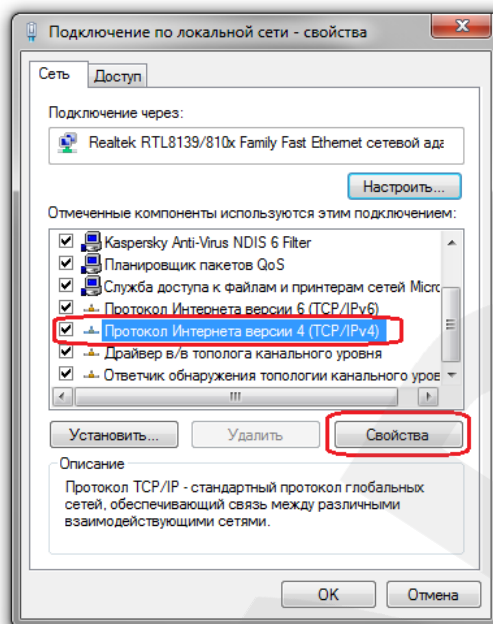 Подключение по локальной сети - свойства
Сеть
Доступ
Подключение через:
Realtek RTL8139/810x Family Fast Ethernet сетевой ада
Настроить...
Отмеченные компоненты используются этим подключением:
Kaspersky Anti-Virus NDIS 6 Filter
Планировщик пакетов QoS
Служба доступа к файлам и принтерам сетей Micro
Протокол Интернета версии 6 (TCP/IPv6)
Протокол Интернета версии 4 (TCP/IPv4)
Драйвер в/в тополога канального уровня
Ответчик обнаружения топологии канального уров
Установить...
Удалить
Свойства
Описание
Протокол TCP/IP - стандартный протокол глобальных
сетей, обеспечивающий связь между различными
взаимодействующими сетями.
OK
Отмена